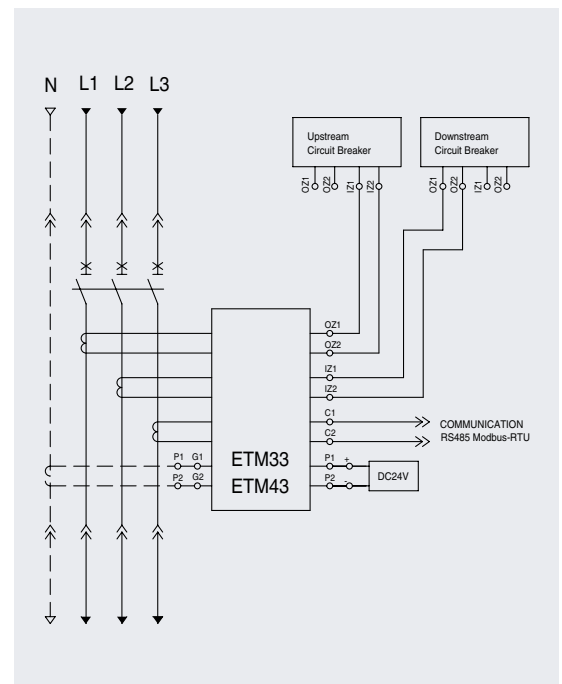 N L1 L2 L3
Upstream
Circuit Breaker
Downstream
Circuit Breaker
OZ1 OZ2 IZ1 IZ2
OZ1 OZ2 IZ1 OZ2
OZ1
OZ2
IZ1
IZ2
C1
C2
COMMUNICATION
RS485 Modbus-RTU
P1 G1
P2 G2
ETM33
ETM43
P1 +
P2 -
DC24V